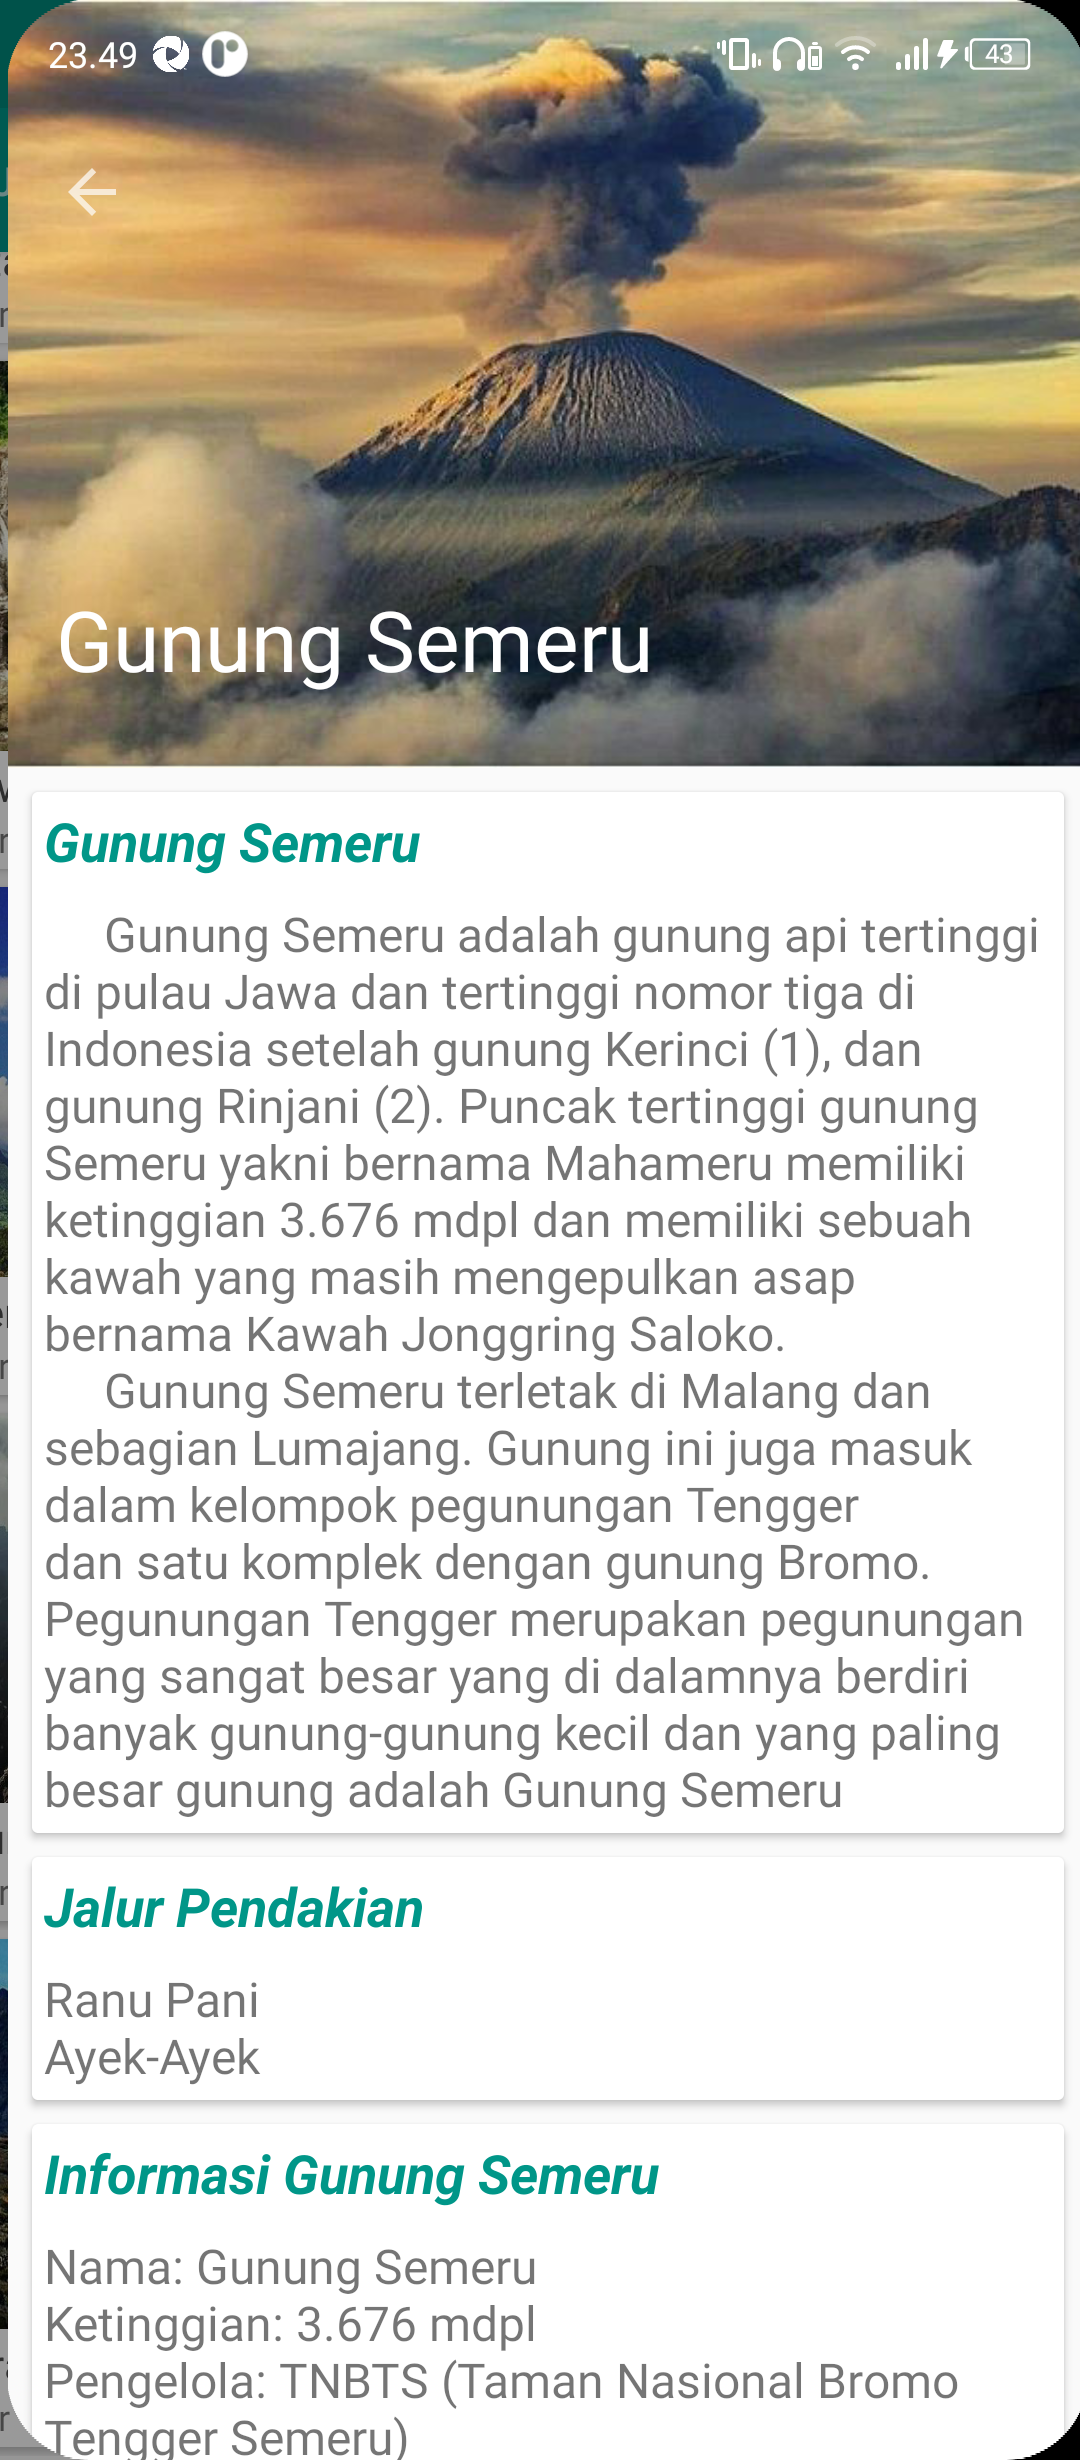 23.49
43
Gunung Semeru
Gunung Semeru
Gunung Semeru adalah gunung api tertinggi
di pulau Jawa dan tertinggi nomor tiga di
Indonesia setelah gunung Kerinci (1), dan
gunung Rinjani (2). Puncak tertinggi gunung
Semeru yakni bernama Mahameru memiliki
ketinggian 3.676 mdpl dan memiliki sebuah
kawah yang masih mengepulkan asap
bernama Kawah Jonggring Saloko.
Gunung Semeru terletak di Malang dan
sebagian Lumajang. Gunung ini juga masuk
dalam kelompok pegunungan Tengger
dan satu komplek dengan gunung Bromo.
Pegunungan Tengger merupakan pegunungan
yang sangat besar yang di dalamnya berdiri
banyak gunung-gunung kecil dan yang paling
besar gunung adalah Gunung Semeru
Jalur Pendakian
Ranu Pani
Ayek-Ayek
Informasi Gunung Semeru
Nama: Gunung Semeru
Ketinggian: 3.676 mdpl
Pengelola: TNBTS (Taman Nasional Bromo
Tengger Semeru)